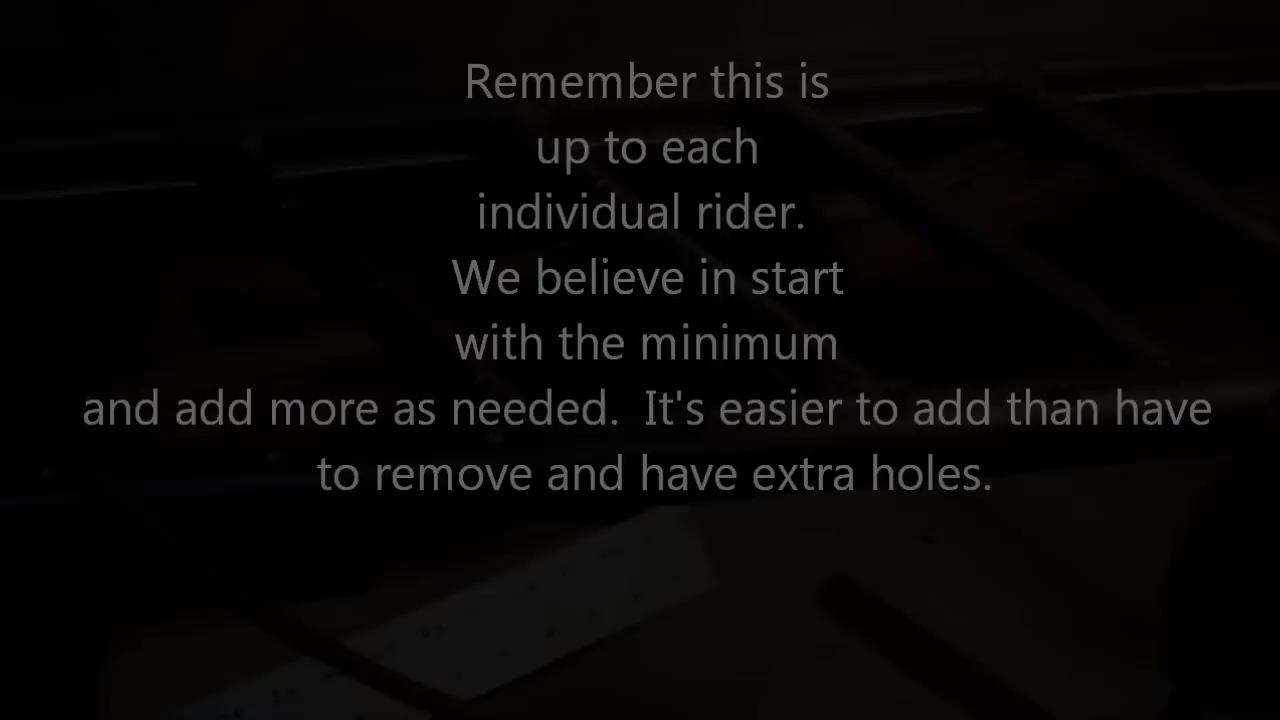 Remember this is
up to each
individual rider.
We believe in start
with the minimum
and add more as needed.  It's easier to add than have
to remove and have extra holes.